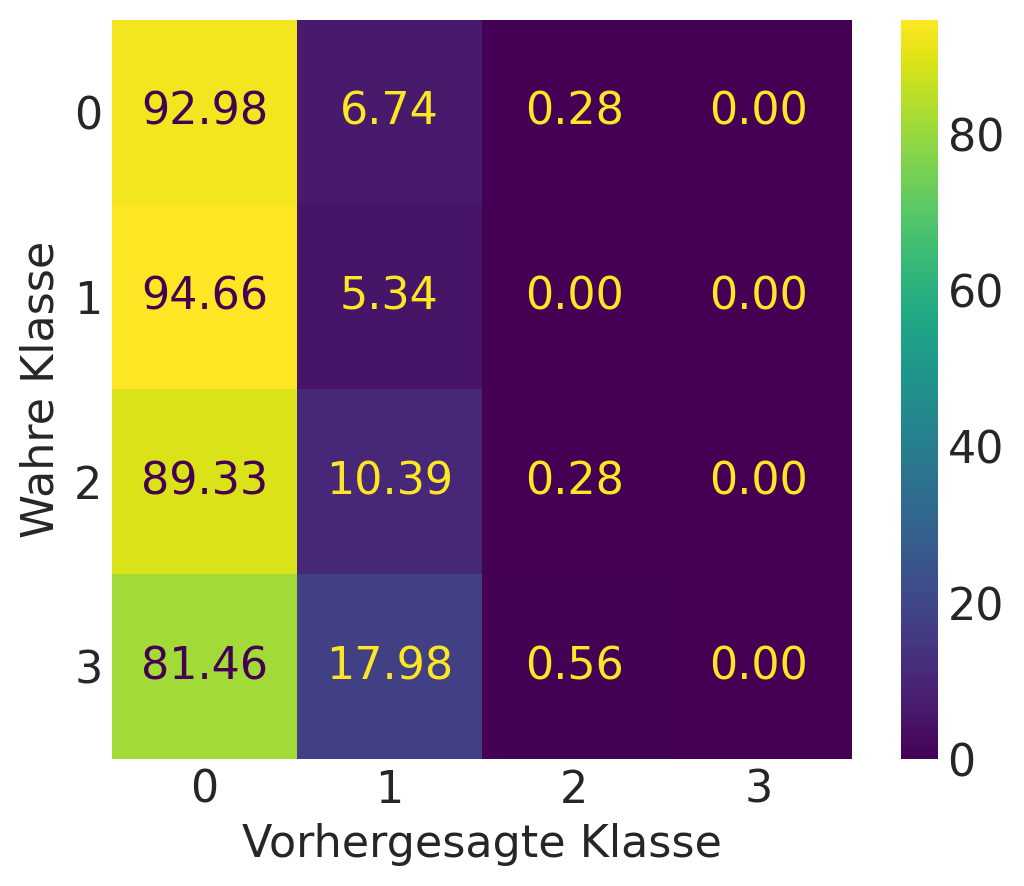 Wahre Klasse
0 92.98 6.74 0.28 0.00
1 94.66 5.34 0.00 0.00
2 89.33 10.39 0.28 0.00
3 81.46 17.98 0.56 0.00
0 1 2 3
Vorhergesagte Klasse
80
60
40
20
0